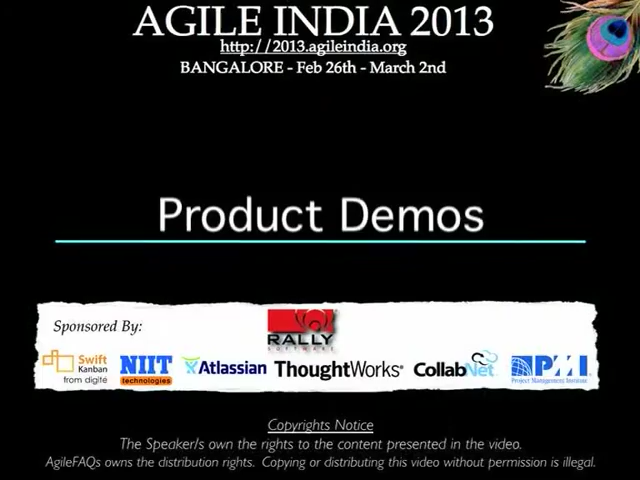 AGILE INDIA 2013
http://2013.agileindia.org
BANGALORE - Feb 26th - March 2nd
Product Demos
Sponsored By:
RALLY
SOFTWARE
Swift
Kanban
from digité
NIIT
technologies
Atlassian
ThoughtWorks®
CollabNet
PMI
Project Management Institute
Copyrights Notice
The Speaker/s own the rights to the content presented in the video.
AgileFAQs owns the distribution rights. Copying or distributing this video without permission is illegal.